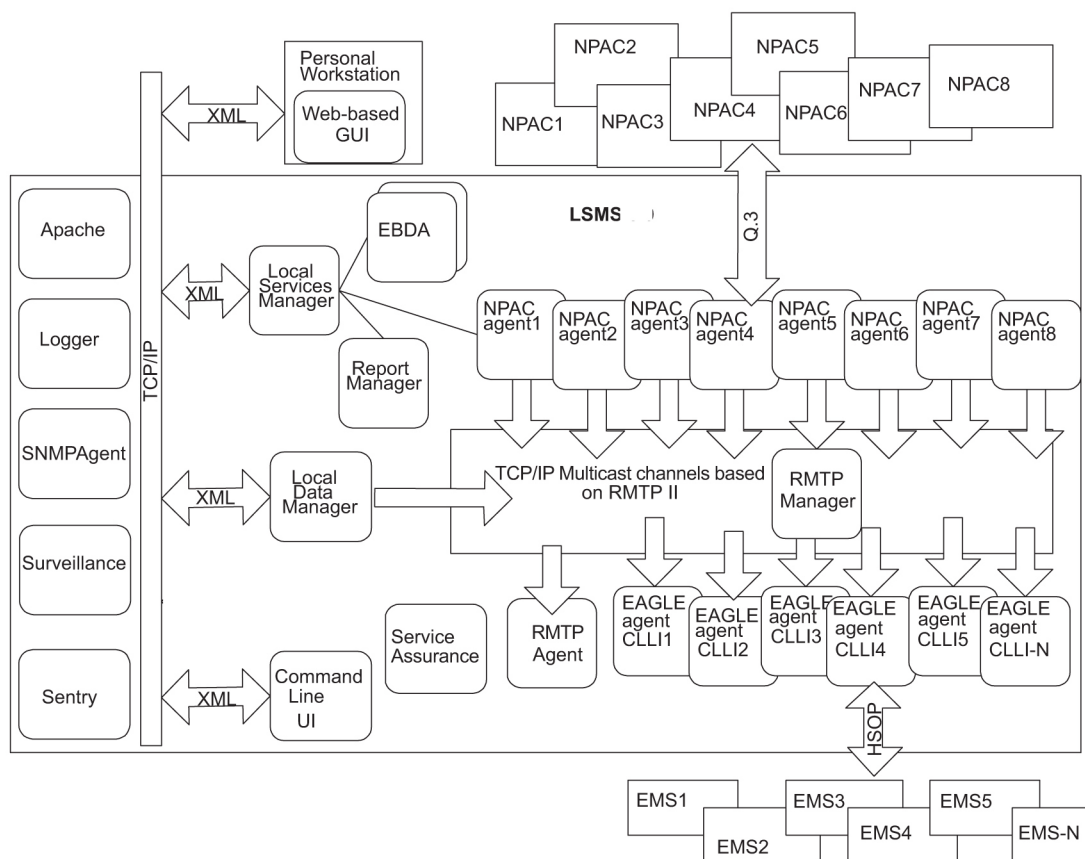 Personal
Workstation
Web-based
GUI
XML
NPAC1
NPAC2
NPAC3
NPAC4
NPAC5
NPAC6
NPAC7
NPAC8
LSMS
Q.3
TCP/IP
Apache
Logger
SNMPAgent
Surveillance
Sentry
XML
Local
Services
Manager
EBDA
Report
Manager
NPAC
agent1
NPAC
agent2
NPAC
agent3
NPAC
agent4
NPAC
agent5
NPAC
agent6
NPAC
agent7
NPAC
agent8
XML
Local
Data
Manager
TCP/IP Multicast channels based
on RMTP II
RMTP
Manager
Service
Assurance
RMTP
Agent
EAGLE
agent
CLLI1
EAGLE
agent
CLLI2
EAGLE
agent
CLLI3
EAGLE
agent
CLLI4
EAGLE
agent
CLLI5
EAGLE
agent
CLLI-N
XML
Command
Line
UI
HSOP
EMS1
EMS2
EMS3
EMS4
EMS5
EMS-N